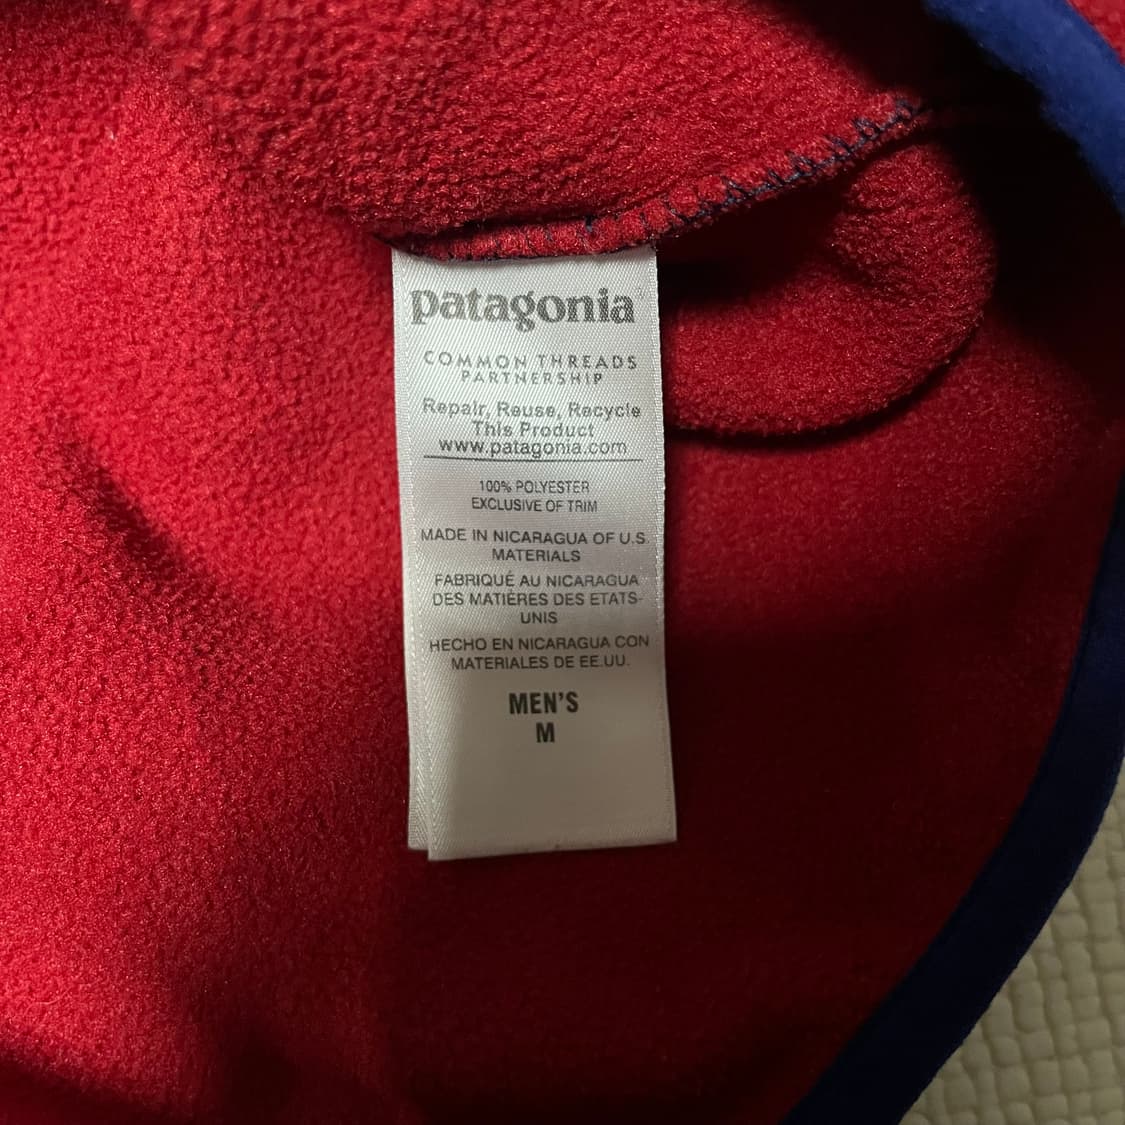 patagonia®
COMMON THREADS
PARTNERSHIP
Repair, Reuse, Recycle
This Product
www.patagonia.com
100% POLYESTER
EXCLUSIVE OF TRIM
MADE IN NICARAGUA OF U.S.
MATERIALS
FABRIQUÉ AU NICARAGUA
DES MATIÈRES DES ETATS-
UNIS
HECHO EN NICARAGUA CON
MATERIALES DE EE.UU.
MEN'S
M